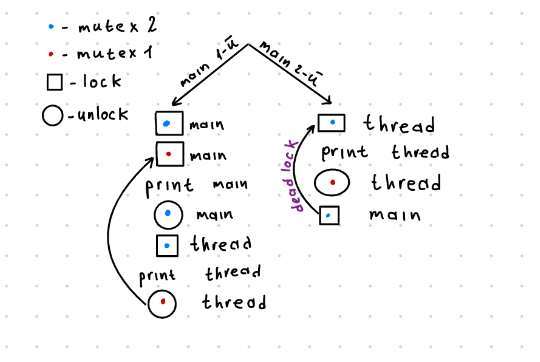 - mutex 2
- mutex 1
- lock
- unlock
main 1-й
main 2-й
main
main
print main
main
thread
print thread
thread
thread
print thread
thread
main
dead lock